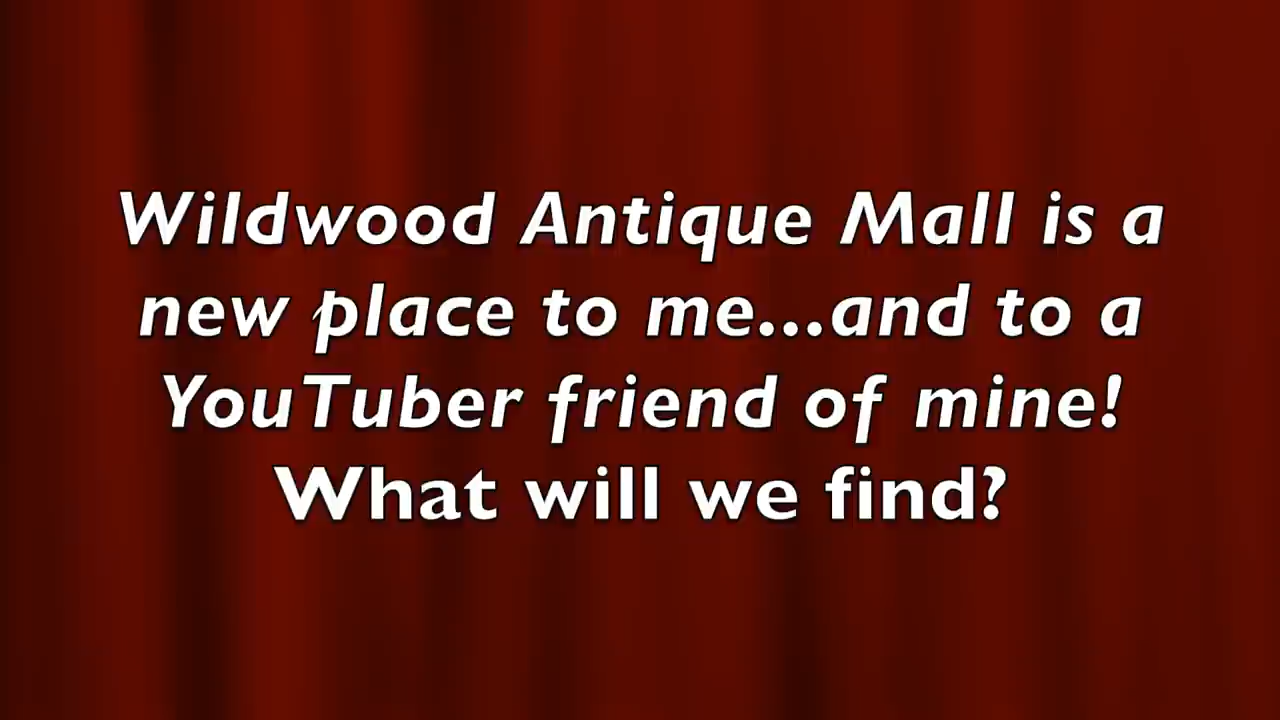 Wildwood Antique Mall is a
new place to me...and to a
YouTuber friend of mine!
What will we find?